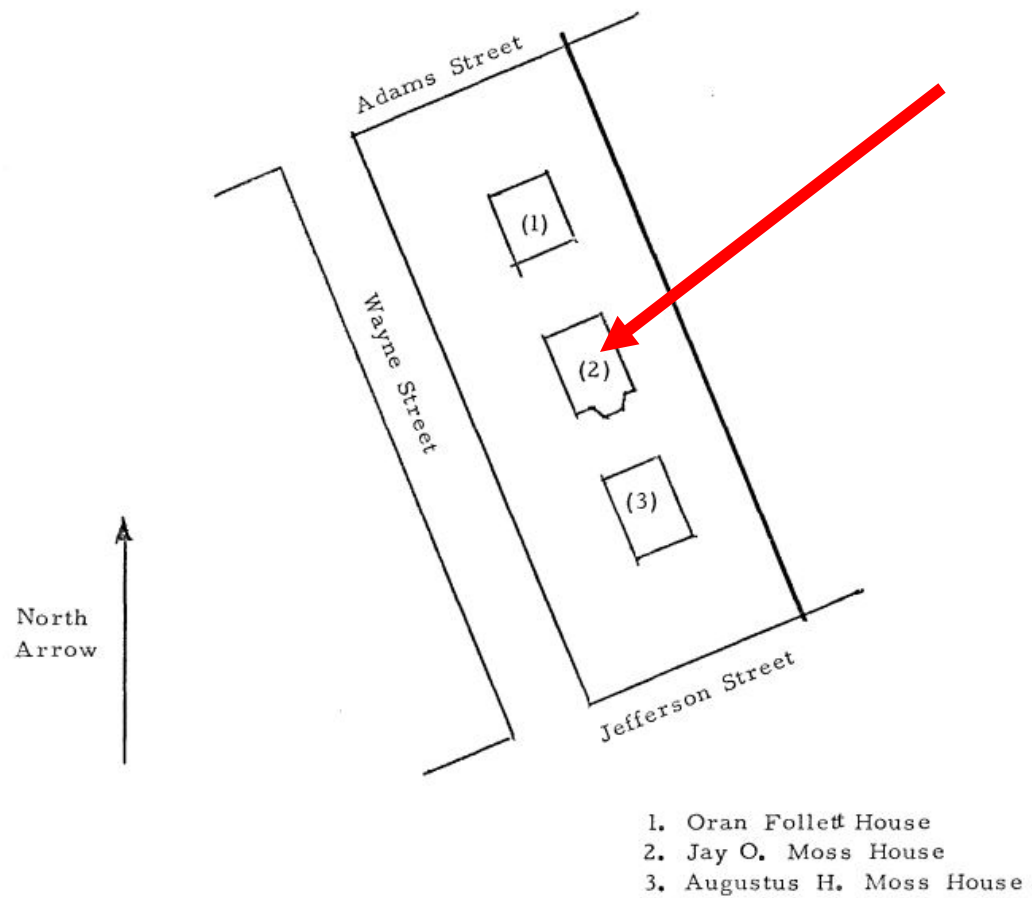 Adams Street
(1)
Wayne Street
(2)
(3)
North
Arrow
Jefferson Street
1. Oran Follett House
2. Jay O. Moss House
3. Augustus H. Moss House